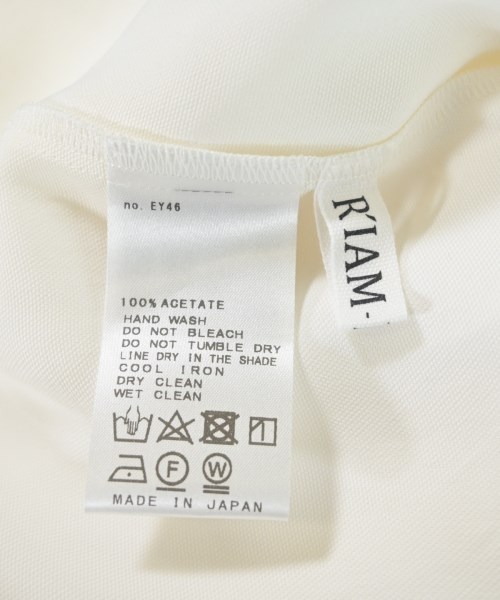 no. EY46
R'IAM-
100% ACETATE
HAND WASH
DO NOT BLEACH
DO NOT TUMBLE DRY
LINE DRY IN THE SHADE
COOL IRON
DRY CLEAN
WET CLEAN
F
W
MADE IN JAPAN